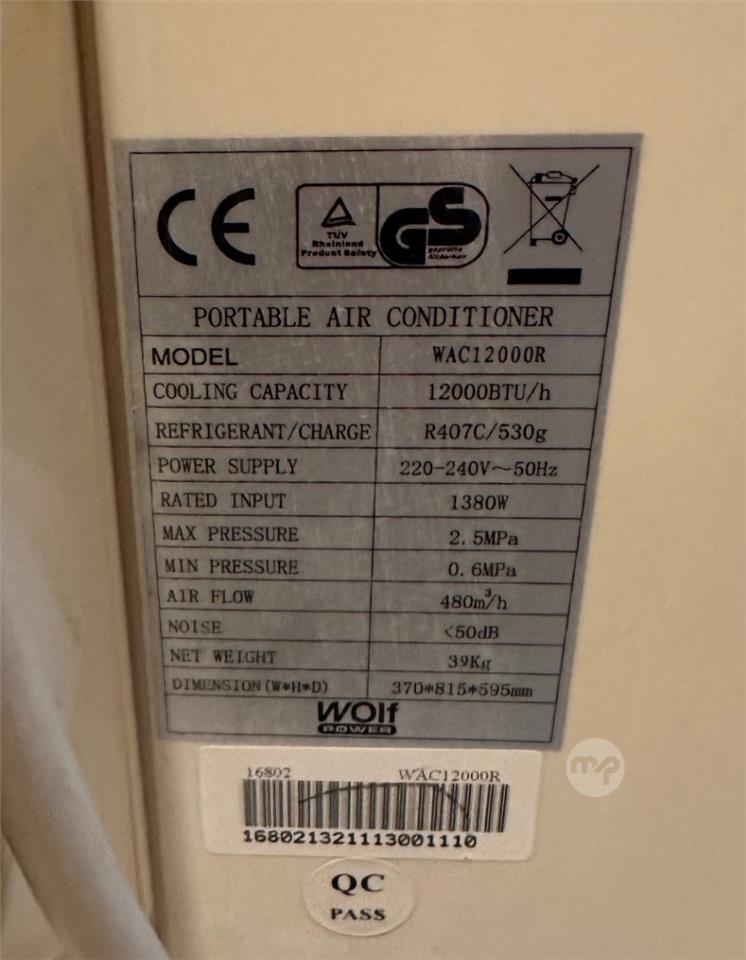 CE
TÜV
Rheinland
Product Safety
GS
geprüfte
Sicherheit
PORTABLE AIR CONDITIONER
MODEL WAC12000R
COOLING CAPACITY 12000BTU/h
REFRIGERANT/CHARGE R407C/530g
POWER SUPPLY 220-240V～50Hz
RATED INPUT 1380W
MAX PRESSURE 2.5MPa
MIN PRESSURE 0.6MPa
AIR FLOW 480m³/h
NOISE <50dB
NET WEIGHT 39Kg
DIMENSION(W*H*D) 370*815*595mm
WOlf
POWER
16802 WAC12000R
168021321113001110
QC
PASS
mp